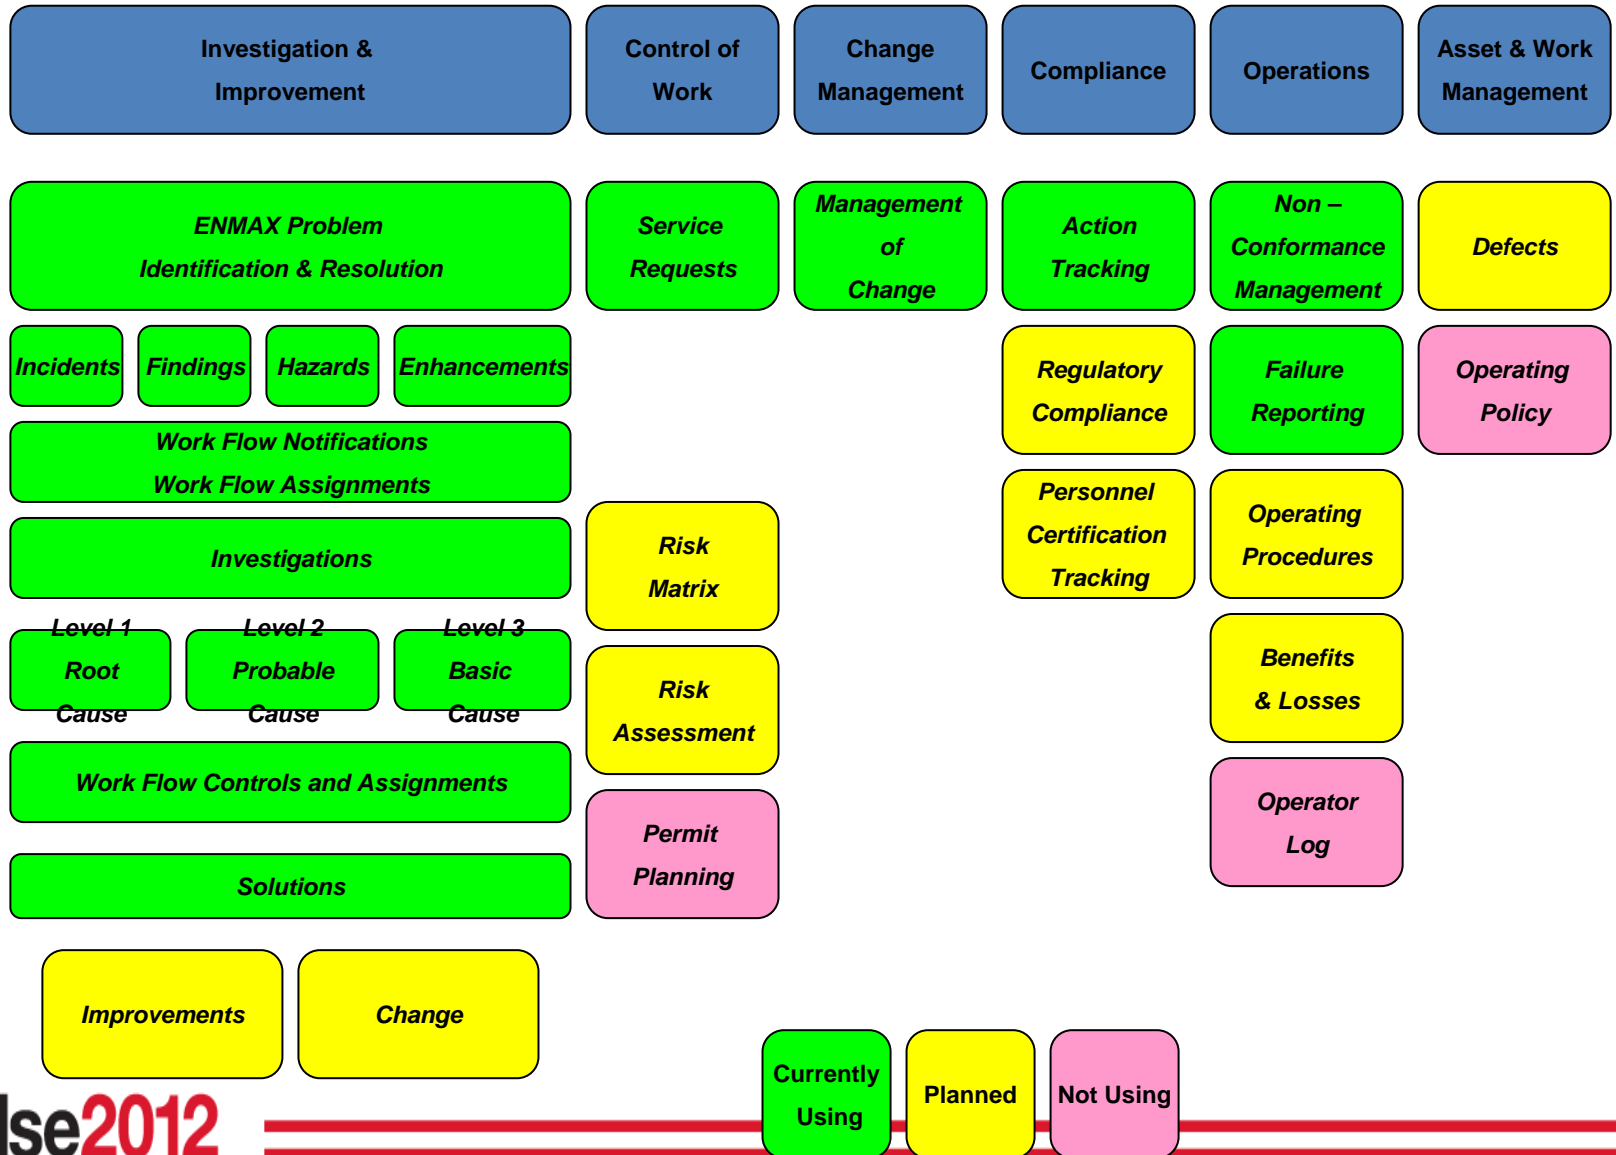 Investigation &
Improvement
Control of
Work
Change
Management
Compliance
Operations
Asset & Work
Management
ENMAX Problem
Identification & Resolution
Service
Requests
Management
of
Change
Action
Tracking
Non –
Conformance
Management
Defects
Incidents
Findings
Hazards
Enhancements
Regulatory
Compliance
Failure
Reporting
Operating
Policy
Work Flow Notifications
Work Flow Assignments
Investigations
Risk
Matrix
Personnel
Certification
Tracking
Operating
Procedures
Level 1
Root
Cause
Level 2
Probable
Cause
Level 3
Basic
Cause
Risk
Assessment
Benefits
& Losses
Work Flow Controls and Assignments
Permit
Planning
Operator
Log
Solutions
Improvements
Change
Currently
Using
Planned
Not Using
lse2012